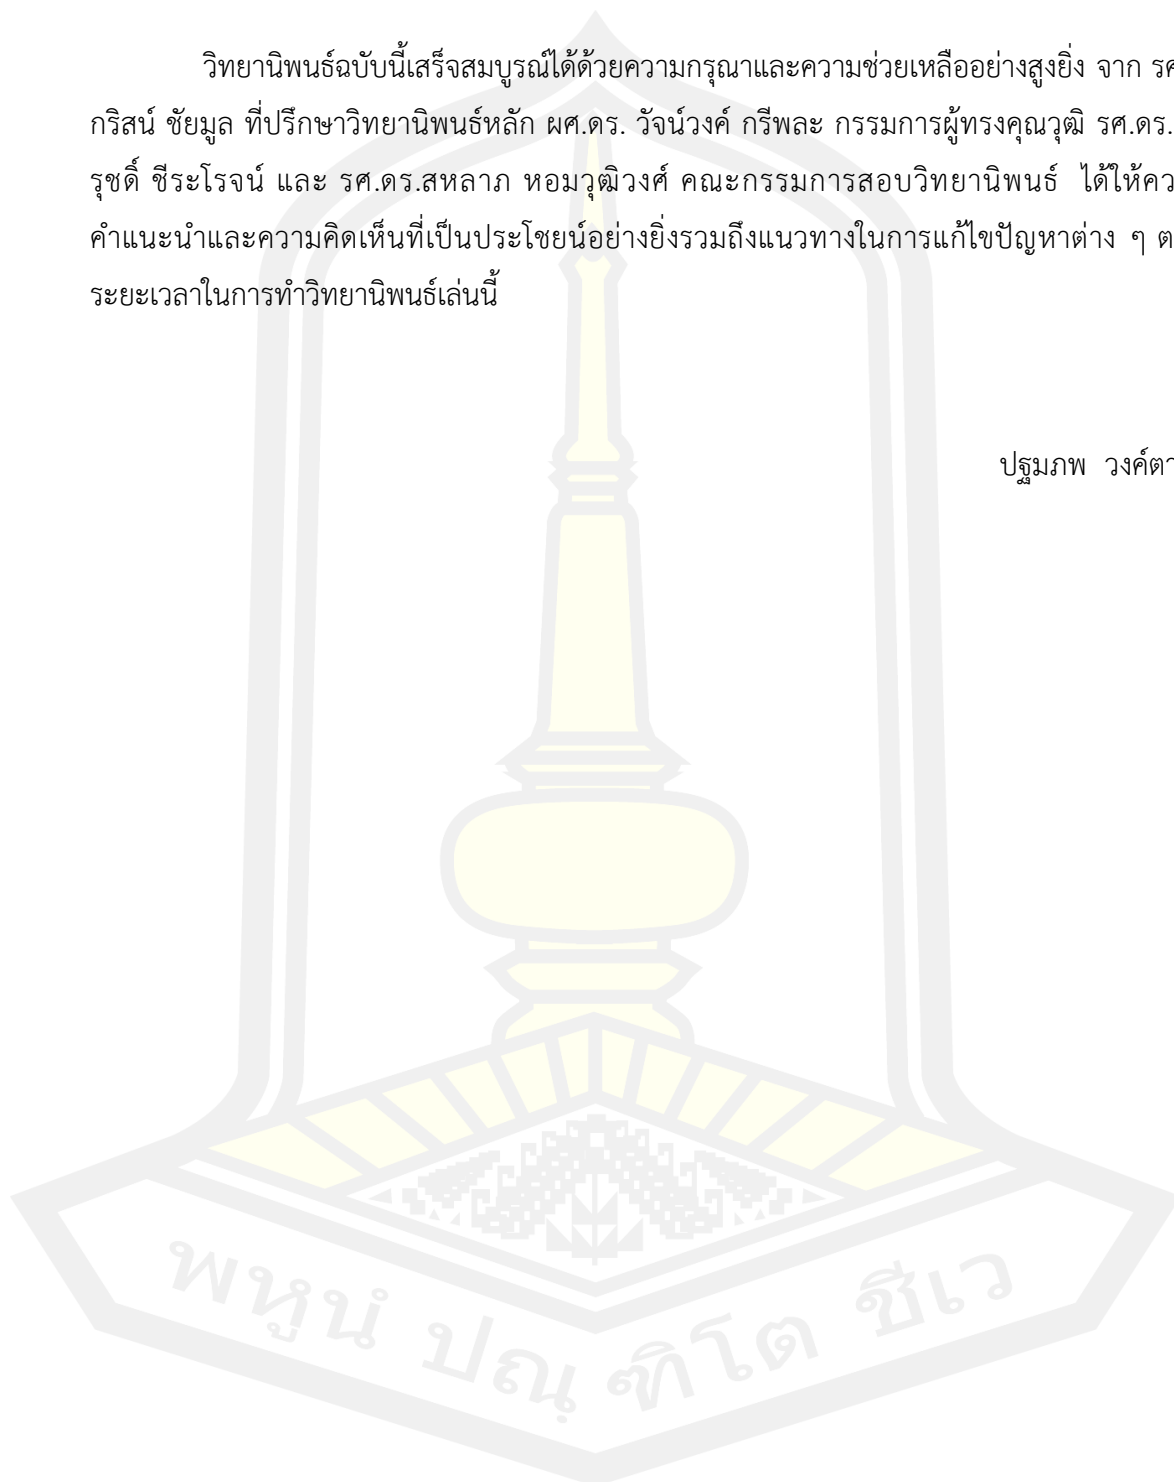 วิทยานิพนธ์ฉบับนี้เสร็จสมบูรณ์ได้ด้วยความกรุณาและความช่วยเหลืออย่างสูงยิ่ง จาก รศ
กริสน์ ชัยมูล ที่ปรึกษาวิทยานิพนธ์หลัก ผศ.ดร. วัจน์วงค์ กรีพละ กรรมการผู้ทรงคุณวุฒิ รศ.ดร.
รุชดิ์ ชีระโรจน์ และ รศ.ดร.สหลาภ หอมวุฒิวงศ์ คณะกรรมการสอบวิทยานิพนธ์ ได้ให้คว
คำแนะนำและความคิดเห็นที่เป็นประโยชน์อย่างยิ่งรวมถึงแนวทางในการแก้ไขปัญหาต่าง ๆ ต
ระยะเวลาในการทำวิทยานิพนธ์เล่นนี้
ปฐมภพ วงค์ตา
พหูนํ ปณฺฑิโต ชีเว